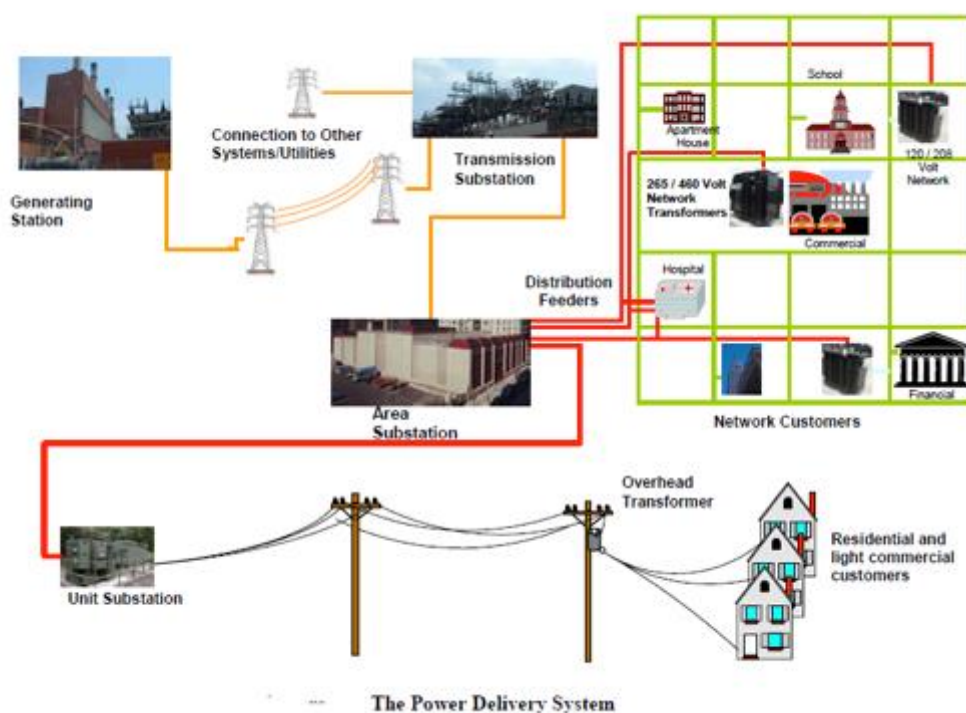 School
Apartment
House
120 / 208
Volt
Network
Connection to Other
Systems/Utilities
Transmission
Substation
Generating
Station
265 / 460 Volt
Network
Transformers
Commercial
Hospital
Distribution
Feeders
Area
Substation
Financial
Network Customers
Overhead
Transformer
Residential and
light commercial
customers
Unit Substation
The Power Delivery System